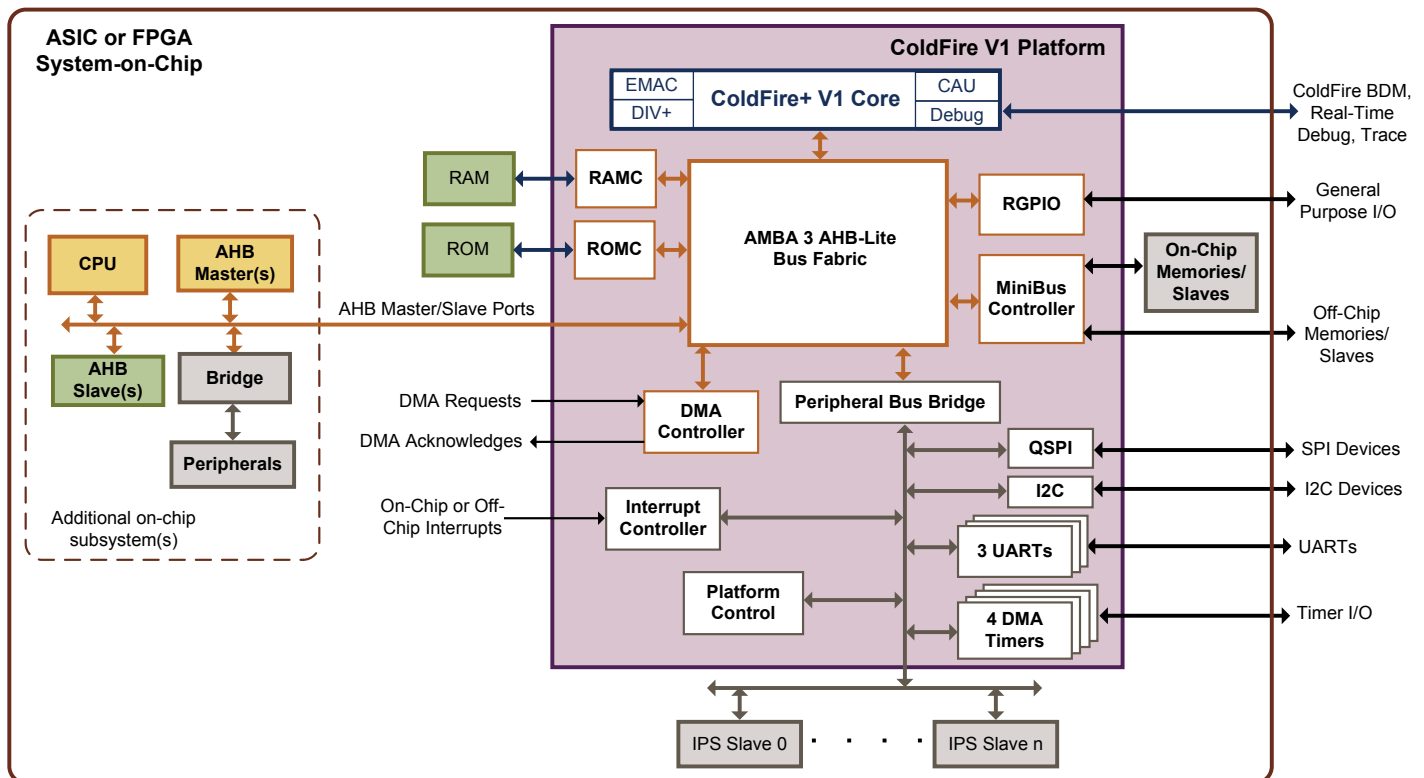 ASIC or FPGA
System-on-Chip
ColdFire V1 Platform
EMAC
DIV+
ColdFire+ V1 Core
CAU
Debug
ColdFire BDM,
Real-Time
Debug, Trace
RAM
RAMC
ROM
ROMC
AMBA 3 AHB-Lite
Bus Fabric
RGPIO
General
Purpose I/O
MiniBus
Controller
On-Chip
Memories/
Slaves
Off-Chip
Memories/
Slaves
CPU
AHB
Master(s)
AHB Master/Slave Ports
AHB
Slave(s)
Bridge
Peripherals
Additional on-chip
subsystem(s)
DMA Requests
DMA Acknowledges
DMA
Controller
Peripheral Bus Bridge
QSPI
SPI Devices
I2C
I2C Devices
On-Chip or Off-
Chip Interrupts
Interrupt
Controller
3 UARTs
UARTs
Platform
Control
4 DMA
Timers
Timer I/O
IPS Slave 0
. . . .
IPS Slave n